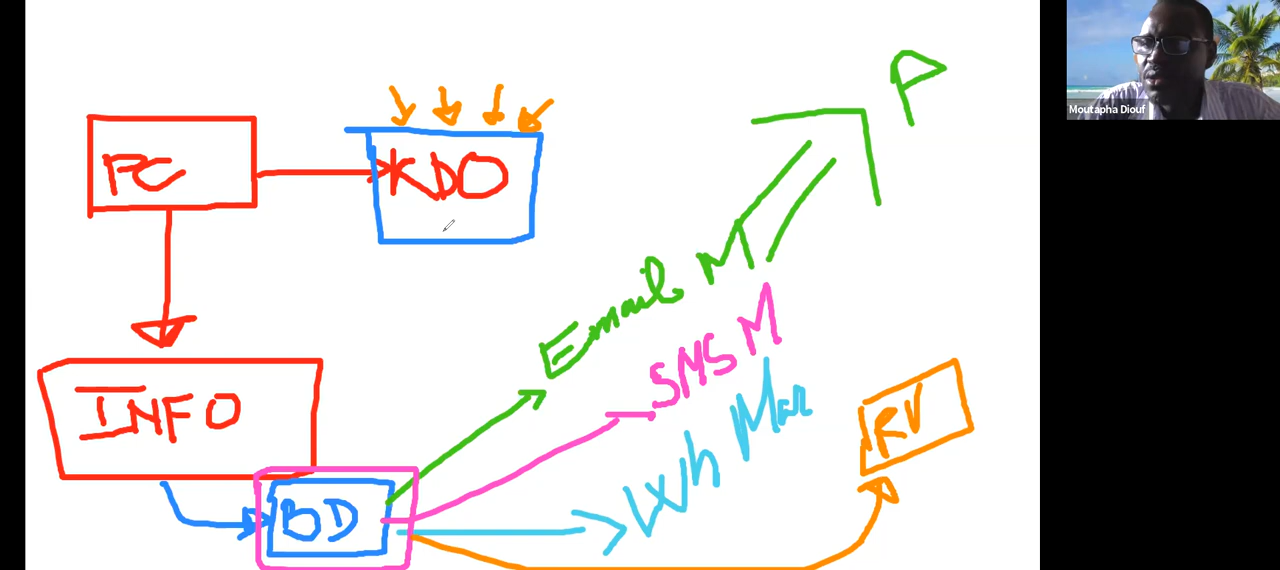 P
Moutapha Diouf
PC
KDO
Email M
SMS M
INFO
Wh Mar
RV
BD